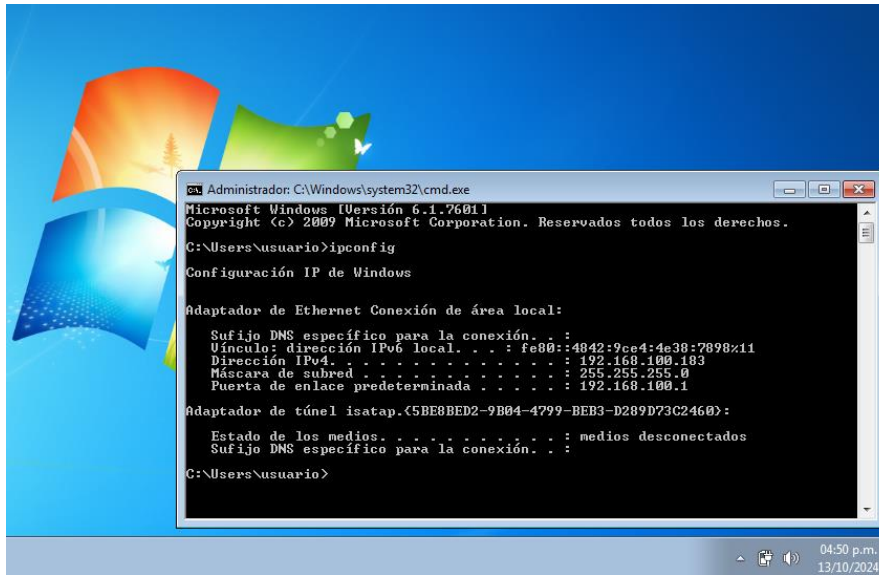 Administrador: C:\Windows\system32\cmd.exe
Microsoft Windows [Versión 6.1.7601]
Copyright (c) 2009 Microsoft Corporation. Reservados todos los derechos.
C:\Users\usuario>ipconfig
Configuración IP de Windows
Adaptador de Ethernet Conexión de área local:
Sufijo DNS específico para la conexión. . :
Vínculo: dirección IPv6 local. . . : fe80::4842:9ce4:4e38:7898%11
Dirección IPv4. . . . . . . . . . . . . . : 192.168.100.183
Máscara de subred . . . . . . . . . . . . : 255.255.255.0
Puerta de enlace predeterminada . . . . . : 192.168.100.1
Adaptador de túnel isatap.{5BE8BED2-9B04-4799-BEB3-D289D73C2460}:
Estado de los medios. . . . . . . . . . . : medios desconectados
Sufijo DNS específico para la conexión. . :
C:\Users\usuario>
04:50 p.m.
13/10/2024